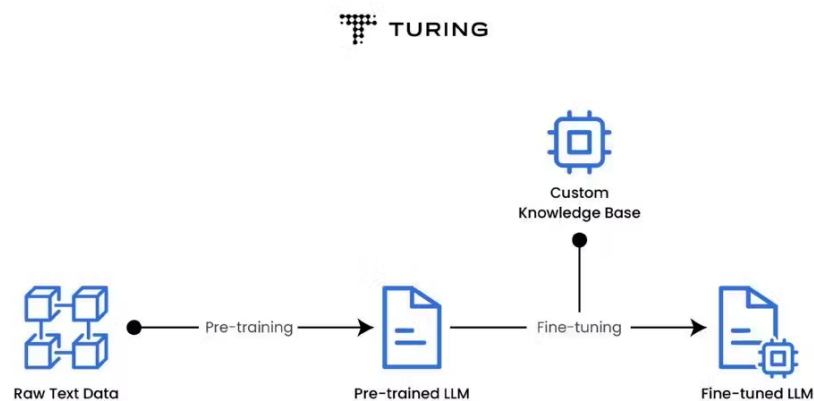 TURING
Custom
Knowledge Base
Pre-training
Fine-tuning
Raw Text Data
Pre-trained LLM
Fine-tuned LLM